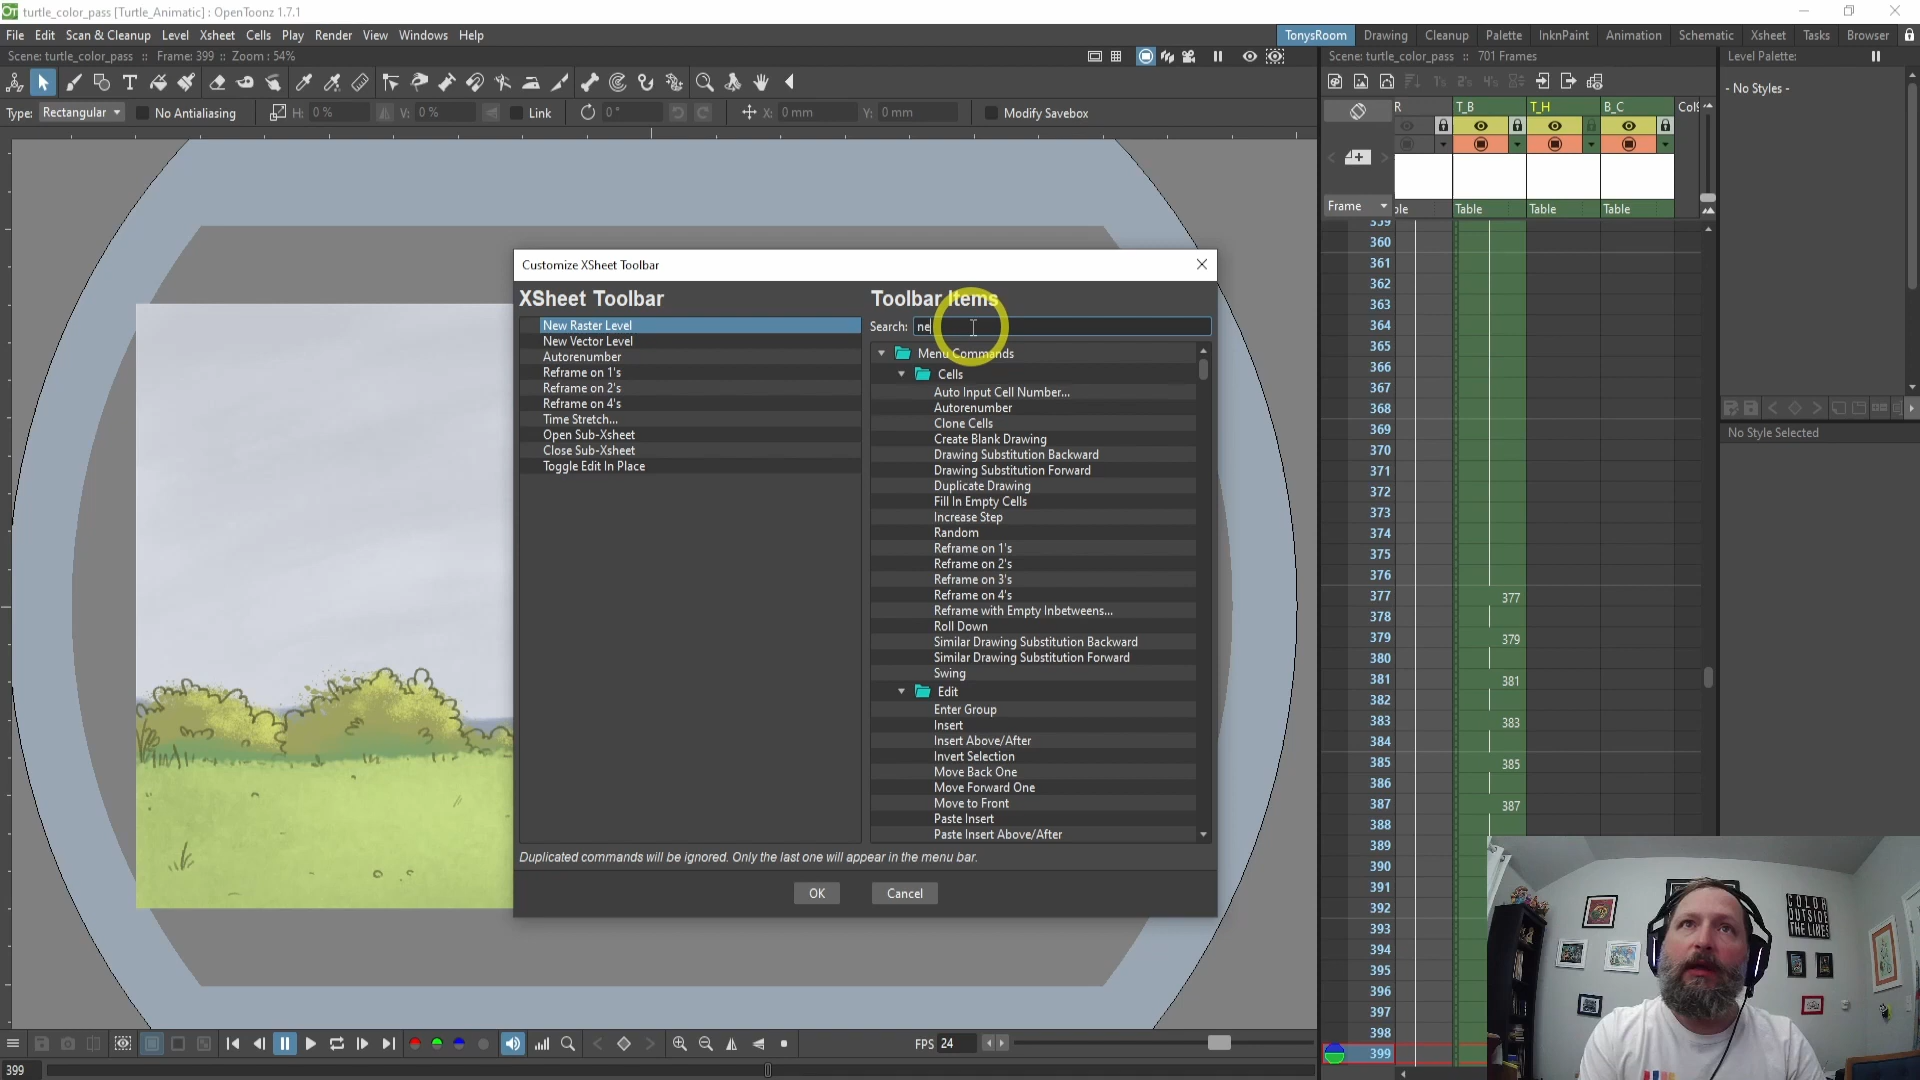 turtle_color_pass [Turtle_Animatic] : OpenToonz 1.7.1
File Edit Scan & Cleanup Level Xsheet Cells Play Render View Windows Help
TonysRoom Drawing Cleanup Palette InknPaint Animation Schematic Xsheet Tasks Browser
Scene: turtle_color_pass :: Frame: 399 :: Zoom : 54%
Scene: turtle_color_pass :: 701 Frames
Level Palette:
- No Styles -
Type: Rectangular No Antialiasing H: 0 % V: 0 % Link 0 ° X: 0 mm Y: 0 mm Modify Savebox
R T_B T_H B_C
Frame
Table Table Table
Customize XSheet Toolbar
XSheet Toolbar
New Raster Level
New Vector Level
Autorenumber
Reframe on 1's
Reframe on 2's
Reframe on 4's
Time Stretch...
Open Sub-Xsheet
Close Sub-Xsheet
Toggle Edit In Place
Toolbar Items
Search: ne
Menu Commands
Cells
Auto Input Cell Number...
Autorenumber
Clone Cells
Create Blank Drawing
Drawing Substitution Backward
Drawing Substitution Forward
Duplicate Drawing
Fill In Empty Cells
Increase Step
Random
Reframe on 1's
Reframe on 2's
Reframe on 3's
Reframe on 4's
Reframe with Empty Inbetweens...
Roll Down
Similar Drawing Substitution Backward
Similar Drawing Substitution Forward
Swing
Edit
Enter Group
Insert
Insert Above/After
Invert Selection
Move Back One
Move Forward One
Move to Front
Paste Insert
Paste Insert Above/After
Duplicated commands will be ignored. Only the last one will appear in the menu bar.
OK Cancel
360
361
362
363
364
365
366
367
368
369
370
371
372
373
374
375
376
377 377
378
379 379
380
381 381
382
383 383
384
385 385
386
387 387
388
389
390
391
392
393
394
395
396
397
398
399
No Style Selected
COLOR
OUTSIDE
THE LINES
FPS 24
399